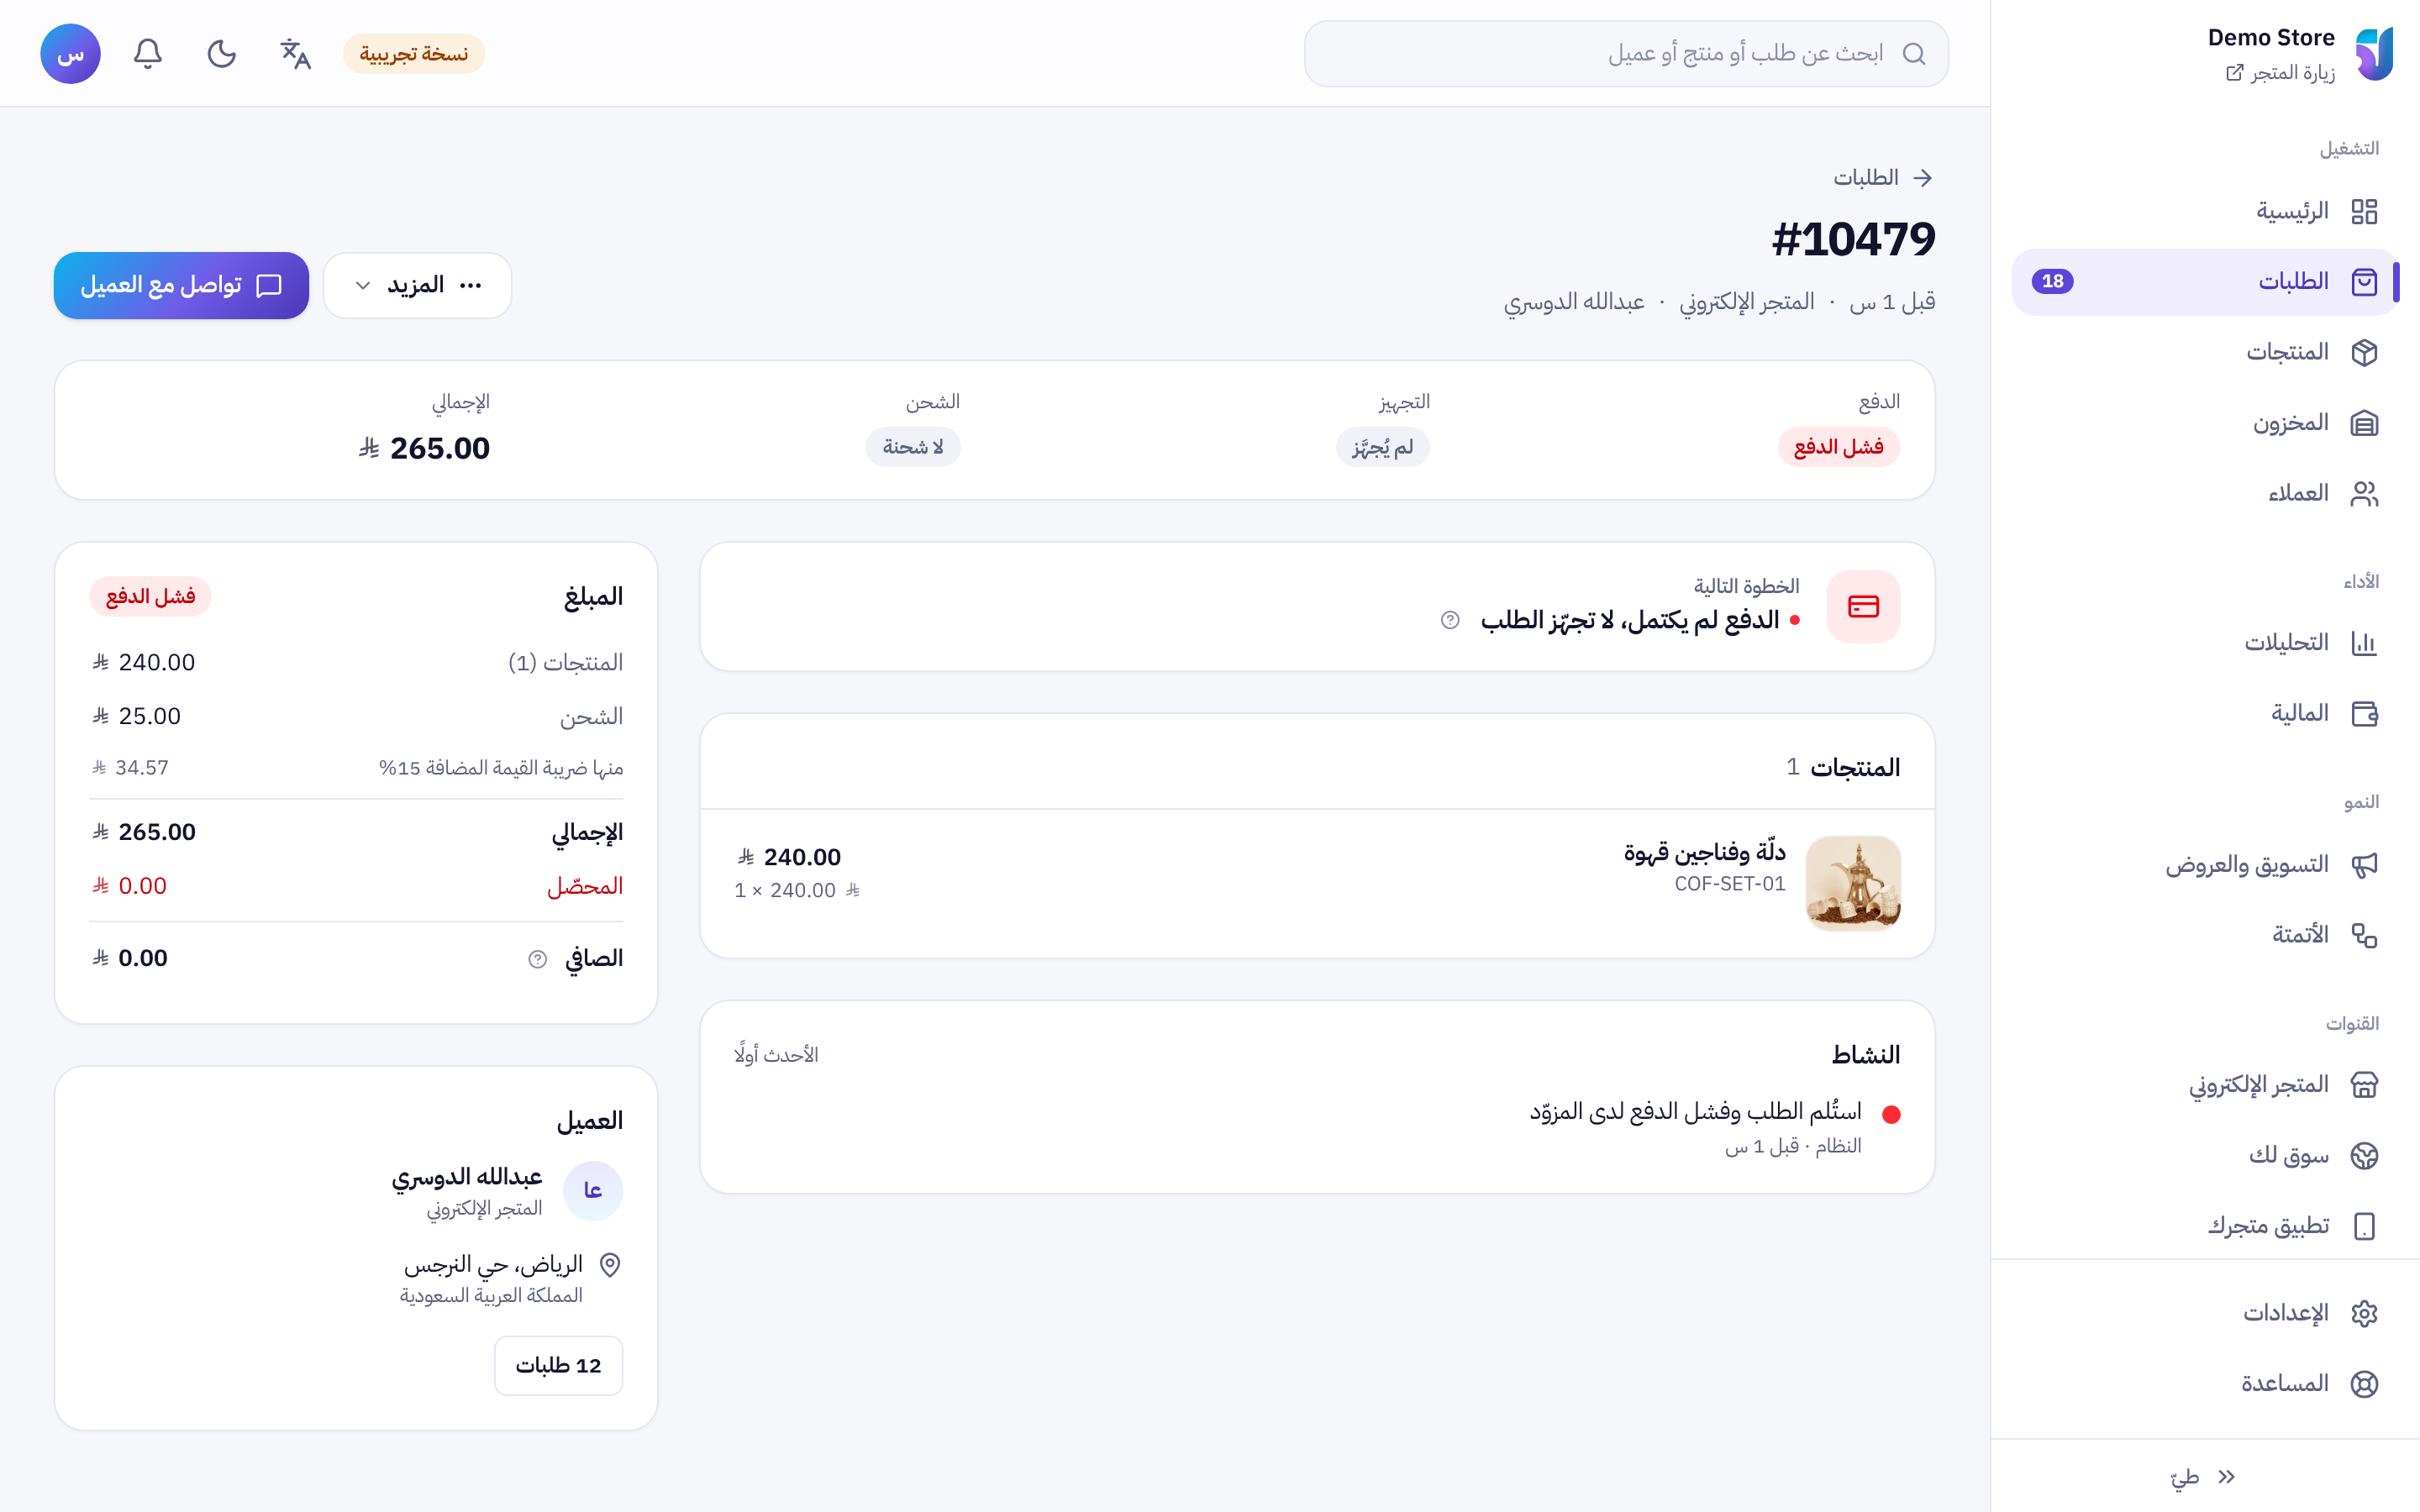 Demo Store
زيارة المتجر
التشغيل
الرئيسية
الطلبات 18
المنتجات
المخزون
العملاء
الأداء
التحليلات
المالية
النمو
التسويق والعروض
الأتمتة
القنوات
المتجر الإلكتروني
سوق لك
تطبيق متجرك
الإعدادات
المساعدة
طيّ
ابحث عن طلب أو منتج أو عميل
نسخة تجريبية
س
الطلبات
#10479
قبل 1 س · المتجر الإلكتروني · عبدالله الدوسري
المزيد
تواصل مع العميل
الدفع
فشل الدفع
التجهيز
لم يُجهَّز
الشحن
لا شحنة
الإجمالي
265.00 ⃁
الخطوة التالية
الدفع لم يكتمل، لا تجهّز الطلب
المنتجات 1
دلّة وفناجين قهوة
COF-SET-01
240.00 ⃁
1 × 240.00 ⃁
النشاط
الأحدث أولًا
استُلم الطلب وفشل الدفع لدى المزوّد
النظام · قبل 1 س
المبلغ
فشل الدفع
المنتجات (1) 240.00 ⃁
الشحن 25.00 ⃁
منها ضريبة القيمة المضافة 15% 34.57 ⃁
الإجمالي 265.00 ⃁
المحصّل 0.00 ⃁
الصافي 0.00 ⃁
العميل
عا
عبدالله الدوسري
المتجر الإلكتروني
الرياض، حي النرجس
المملكة العربية السعودية
12 طلبات